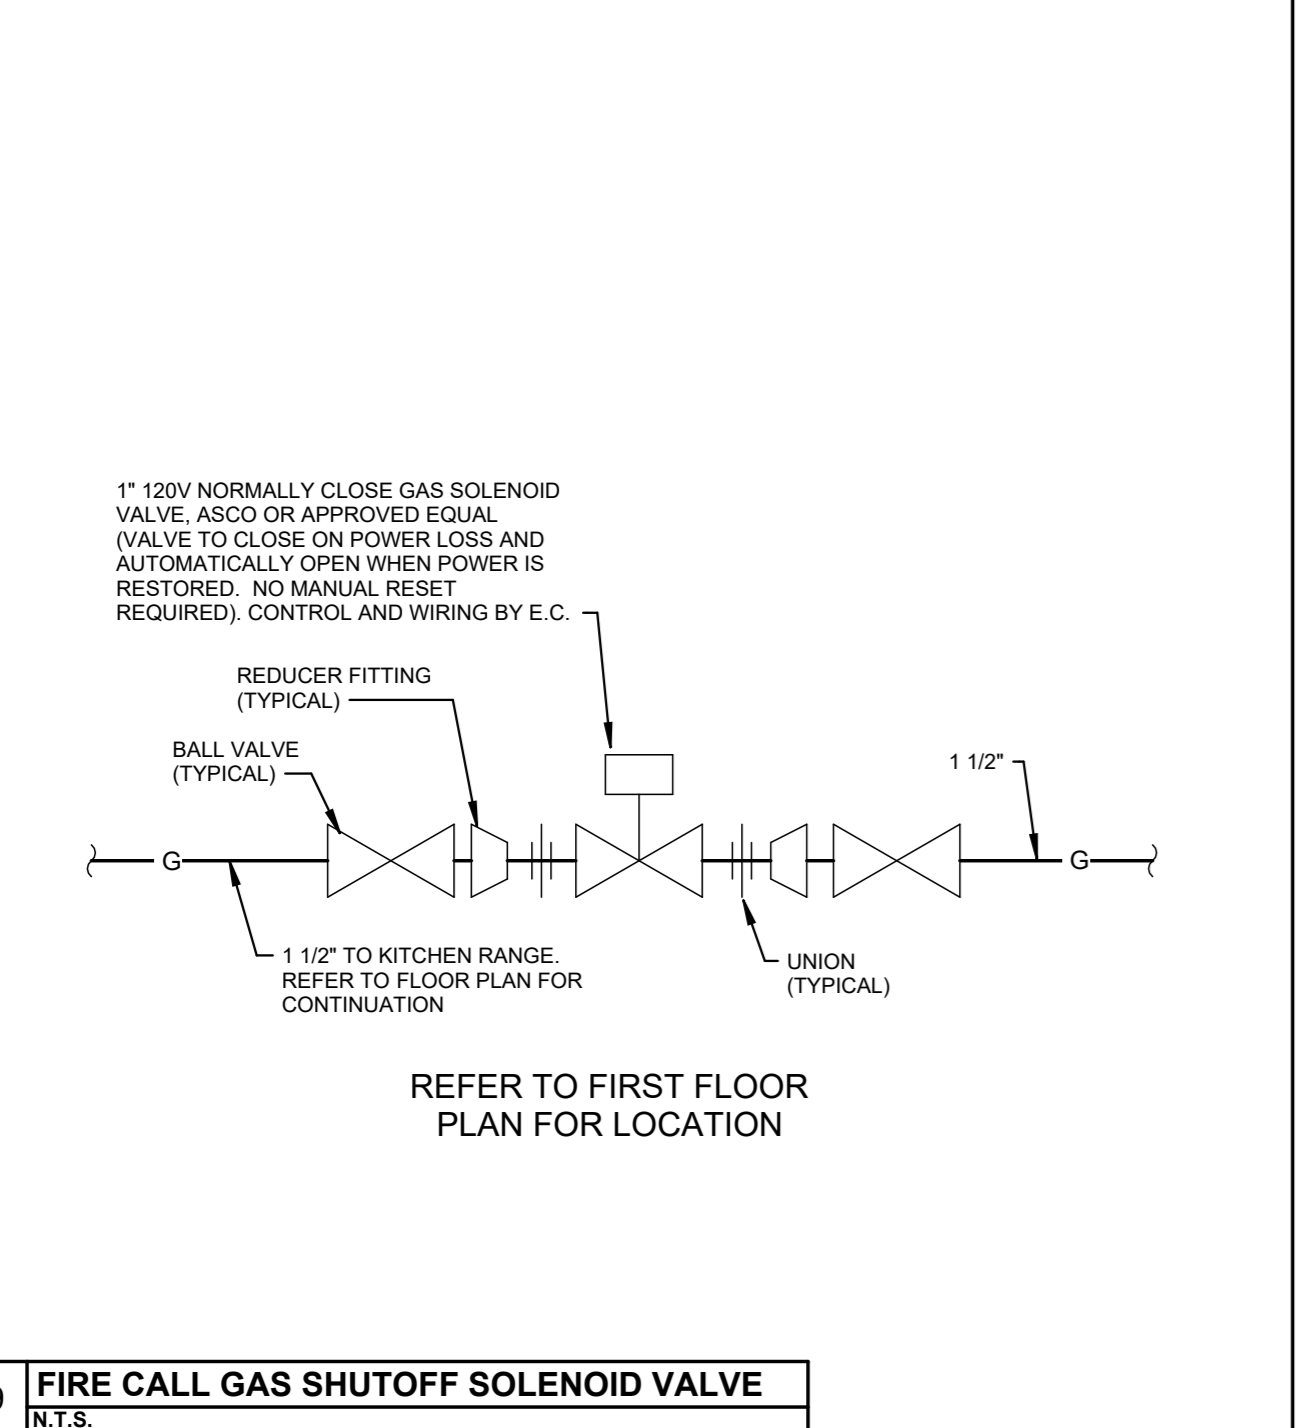 1" 120V NORMALLY CLOSE GAS SOLENOID
VALVE, ASCO OR APPROVED EQUAL
(VALVE TO CLOSE ON POWER LOSS AND
AUTOMATICALLY OPEN WHEN POWER IS
RESTORED.  NO MANUAL RESET
REQUIRED). CONTROL AND WIRING BY E.C.
REDUCER FITTING
(TYPICAL)
BALL VALVE
(TYPICAL)
1 1/2"
G
G
1 1/2" TO KITCHEN RANGE.
REFER TO FLOOR PLAN FOR
CONTINUATION
UNION
(TYPICAL)
REFER TO FIRST FLOOR
PLAN FOR LOCATION
FIRE CALL GAS SHUTOFF SOLENOID VALVE
N.T.S.